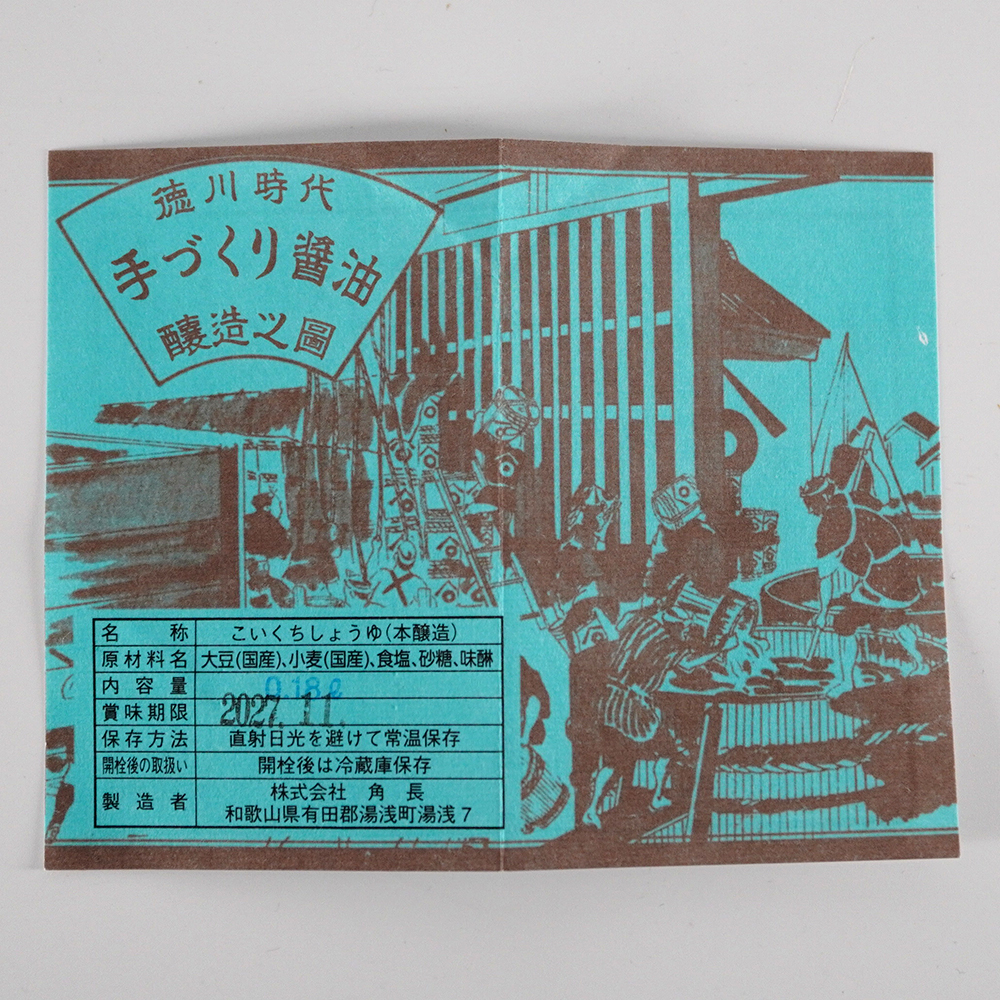 徳川時代
手づくり醬油
釀造之圖
名称 こいくちしょうゆ(本醸造)
原材料名 大豆(国産)、小麦(国産)、食塩、砂糖、味醂
内容量 0.18ℓ
賞味期限 2027. 11.
保存方法 直射日光を避けて常温保存
開栓後の取扱い 開栓後は冷蔵庫保存
製造者 株式会社 角長
和歌山県有田郡湯浅町湯浅7